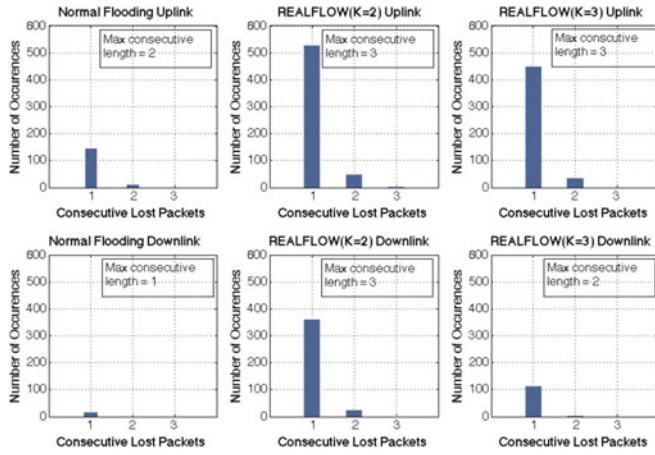 Normal Flooding Uplink
Number of Occurences
600
500
400
300
200
100
0
Max consecutive
length = 2
1
2
3
Consecutive Lost Packets
REALFLOW(K=2) Uplink
Number of Occurences
600
500
400
300
200
100
0
Max consecutive
length = 3
1
2
3
Consecutive Lost Packets
REALFLOW(K=3) Uplink
Number of Occurences
600
500
400
300
200
100
0
Max consecutive
length = 3
1
2
3
Consecutive Lost Packets
Normal Flooding Downlink
Number of Occurences
600
500
400
300
200
100
0
Max consecutive
length = 1
1
2
3
Consecutive Lost Packets
REALFLOW(K=2) Downlink
Number of Occurences
600
500
400
300
200
100
0
Max consecutive
length = 3
1
2
3
Consecutive Lost Packets
REALFLOW(K=3) Downlink
Number of Occurences
600
500
400
300
200
100
0
Max consecutive
length = 2
1
2
3
Consecutive Lost Packets